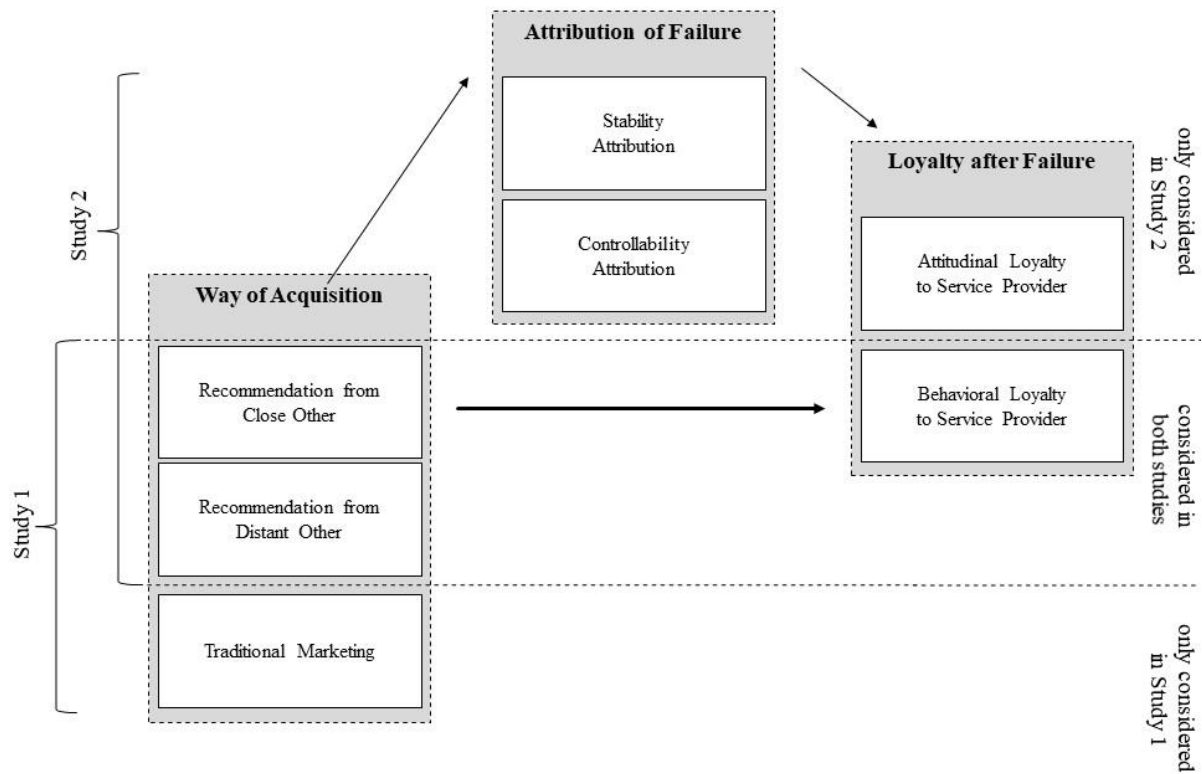 Attribution of Failure
Stability
Attribution
Controllability
Attribution
Loyalty after Failure
Attitudinal Loyalty
to Service Provider
Behavioral Loyalty
to Service Provider
Way of Acquisition
Recommendation from
Close Other
Recommendation from
Distant Other
Traditional Marketing
Study 2
Study 1
only considered
in Study 2
considered in
both studies
only considered
in Study 1